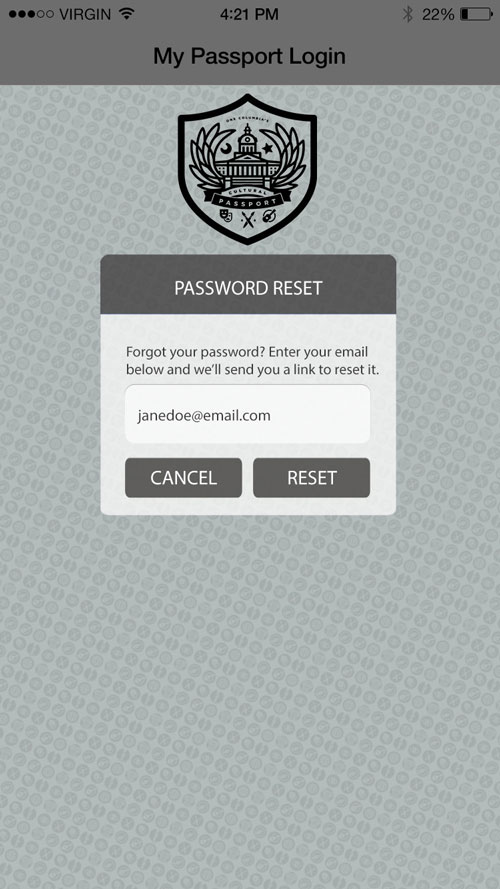 VIRGIN 4:21 PM 22%
My Passport Login
ONE COLUMBIA'S
CULTURAL
PASSPORT
PASSWORD RESET
Forgot your password? Enter your email
below and we'll send you a link to reset it.
janedoe@email.com
CANCEL RESET